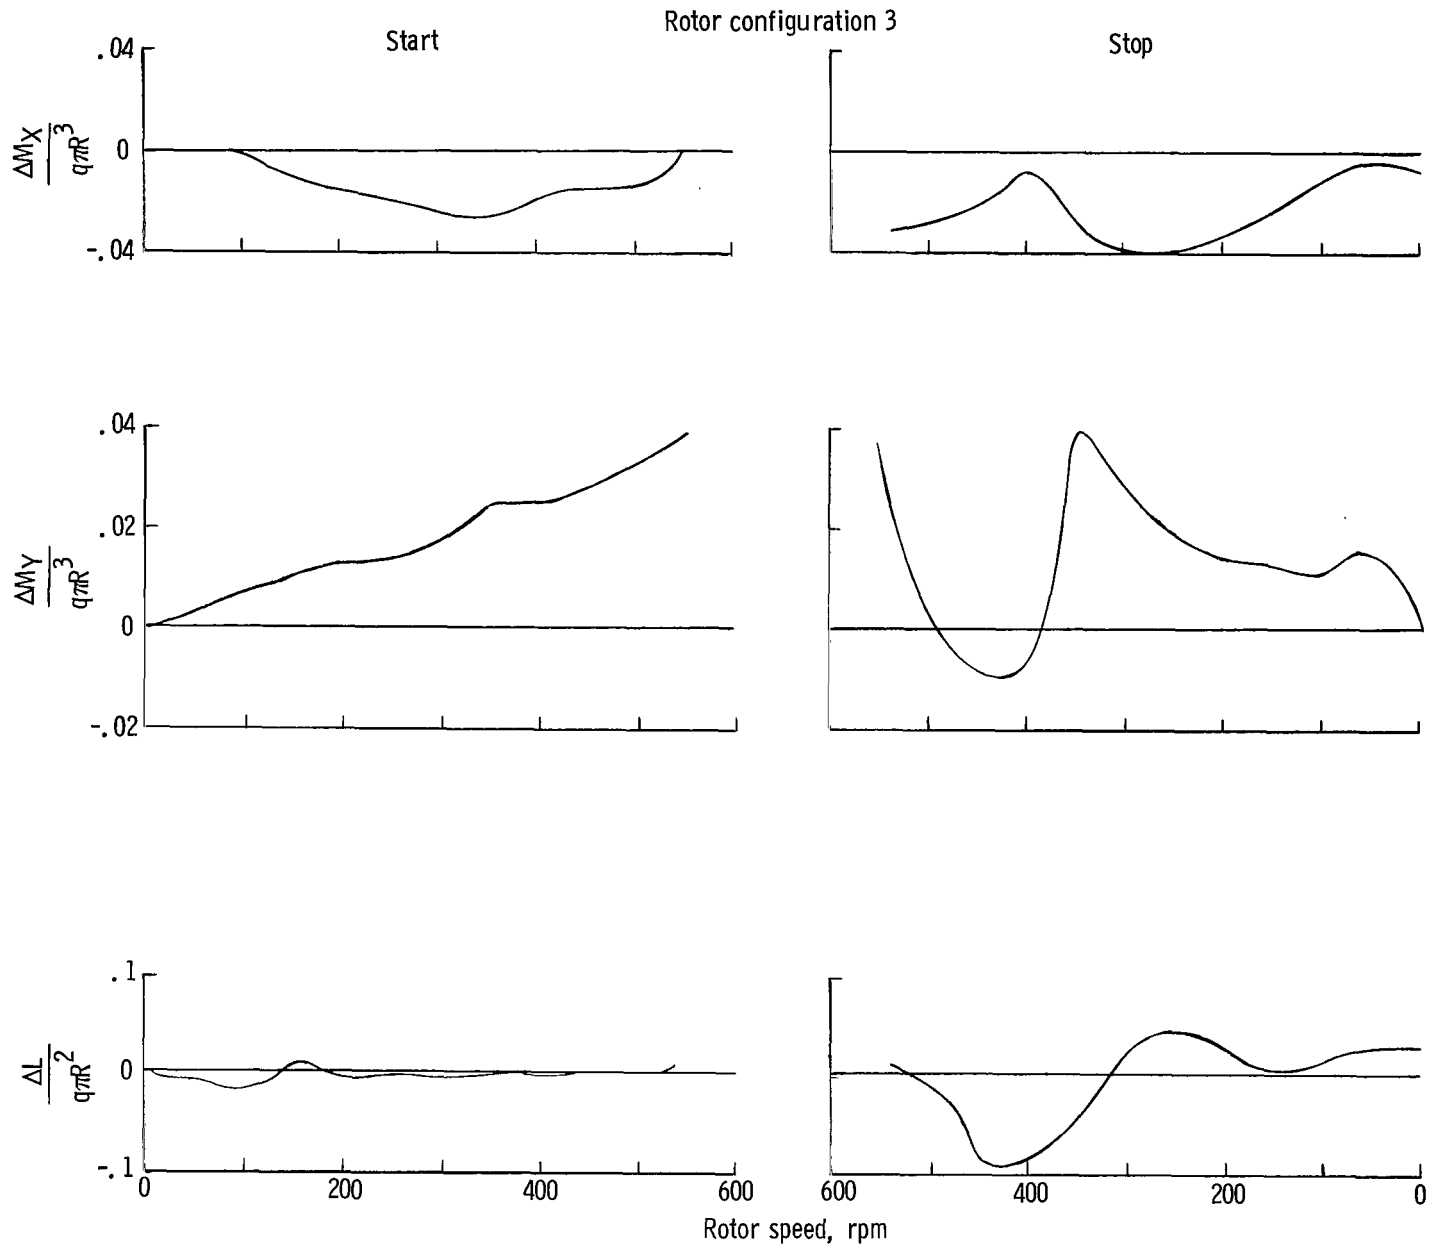 Rotor configuration 3
Start
Stop
.04
0
-.04
ΔMX
qπR3
.04
.02
0
-.02
ΔMY
qπR3
.1
0
-.1
ΔL
qπR2
0 200 400 600
600 400 200 0
Rotor speed, rpm